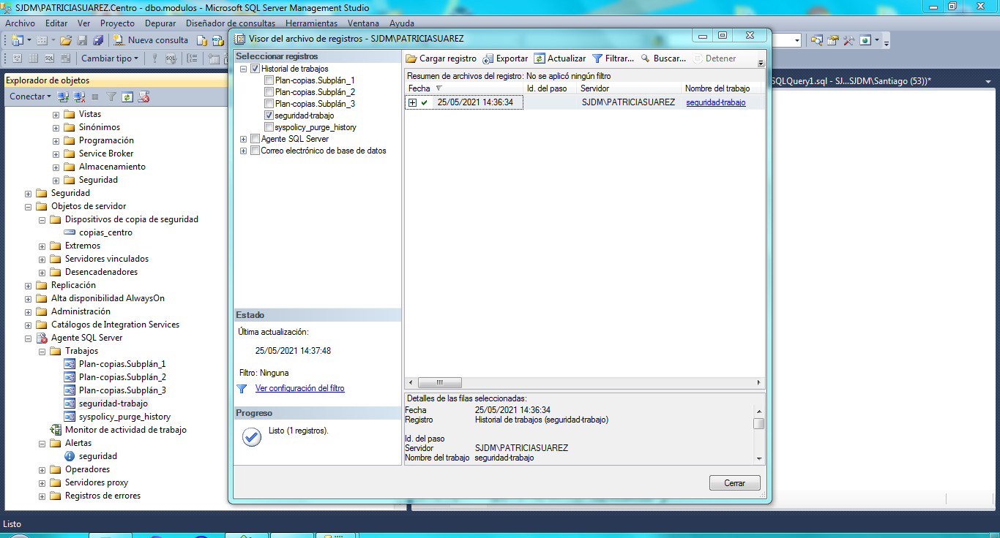 SJDM\PATRICIASUAREZ.Centro - dbo.modulos - Microsoft SQL Server Management Studio
Archivo Editar Ver Proyecto Depurar Diseñador de consultas Herramientas Ventana Ayuda
Nueva consulta
Cambiar tipo
Explorador de objetos
Conectar
Vistas
Sinónimos
Programación
Service Broker
Almacenamiento
Seguridad
Seguridad
Objetos de servidor
Dispositivos de copia de seguridad
copias_centro
Extremos
Servidores vinculados
Desencadenadores
Replicación
Alta disponibilidad AlwaysOn
Administración
Catálogos de Integration Services
Agente SQL Server
Trabajos
Plan-copias.Subplán_1
Plan-copias.Subplán_2
Plan-copias.Subplán_3
seguridad-trabajo
syspolicy_purge_history
Monitor de actividad de trabajo
Alertas
seguridad
Operadores
Servidores proxy
Registros de errores
Visor del archivo de registros - SJDM\PATRICIASUAREZ
Seleccionar registros
Historial de trabajos
Plan-copias.Subplán_1
Plan-copias.Subplán_2
Plan-copias.Subplán_3
seguridad-trabajo
syspolicy_purge_history
Agente SQL Server
Correo electrónico de base de datos
Estado
Última actualización:
25/05/2021 14:37:48
Filtro: Ninguna
Ver configuración del filtro
Progreso
Listo (1 registros).
Cargar registro Exportar Actualizar Filtrar... Buscar... Detener
Resumen de archivos del registro: No se aplicó ningún filtro
Fecha Id. del paso Servidor Nombre del trabajo
25/05/2021 14:36:34 SJDM\PATRICIASUAREZ seguridad-trabajo
Detalles de las filas seleccionadas:
Fecha 25/05/2021 14:36:34
Registro Historial de trabajos (seguridad-trabajo)
Id. del paso
Servidor SJDM\PATRICIASUAREZ
Nombre del trabajo seguridad-trabajo
Cerrar
SQLQuery1.sql - SJ...SJDM\Santiago (53))*
Listo